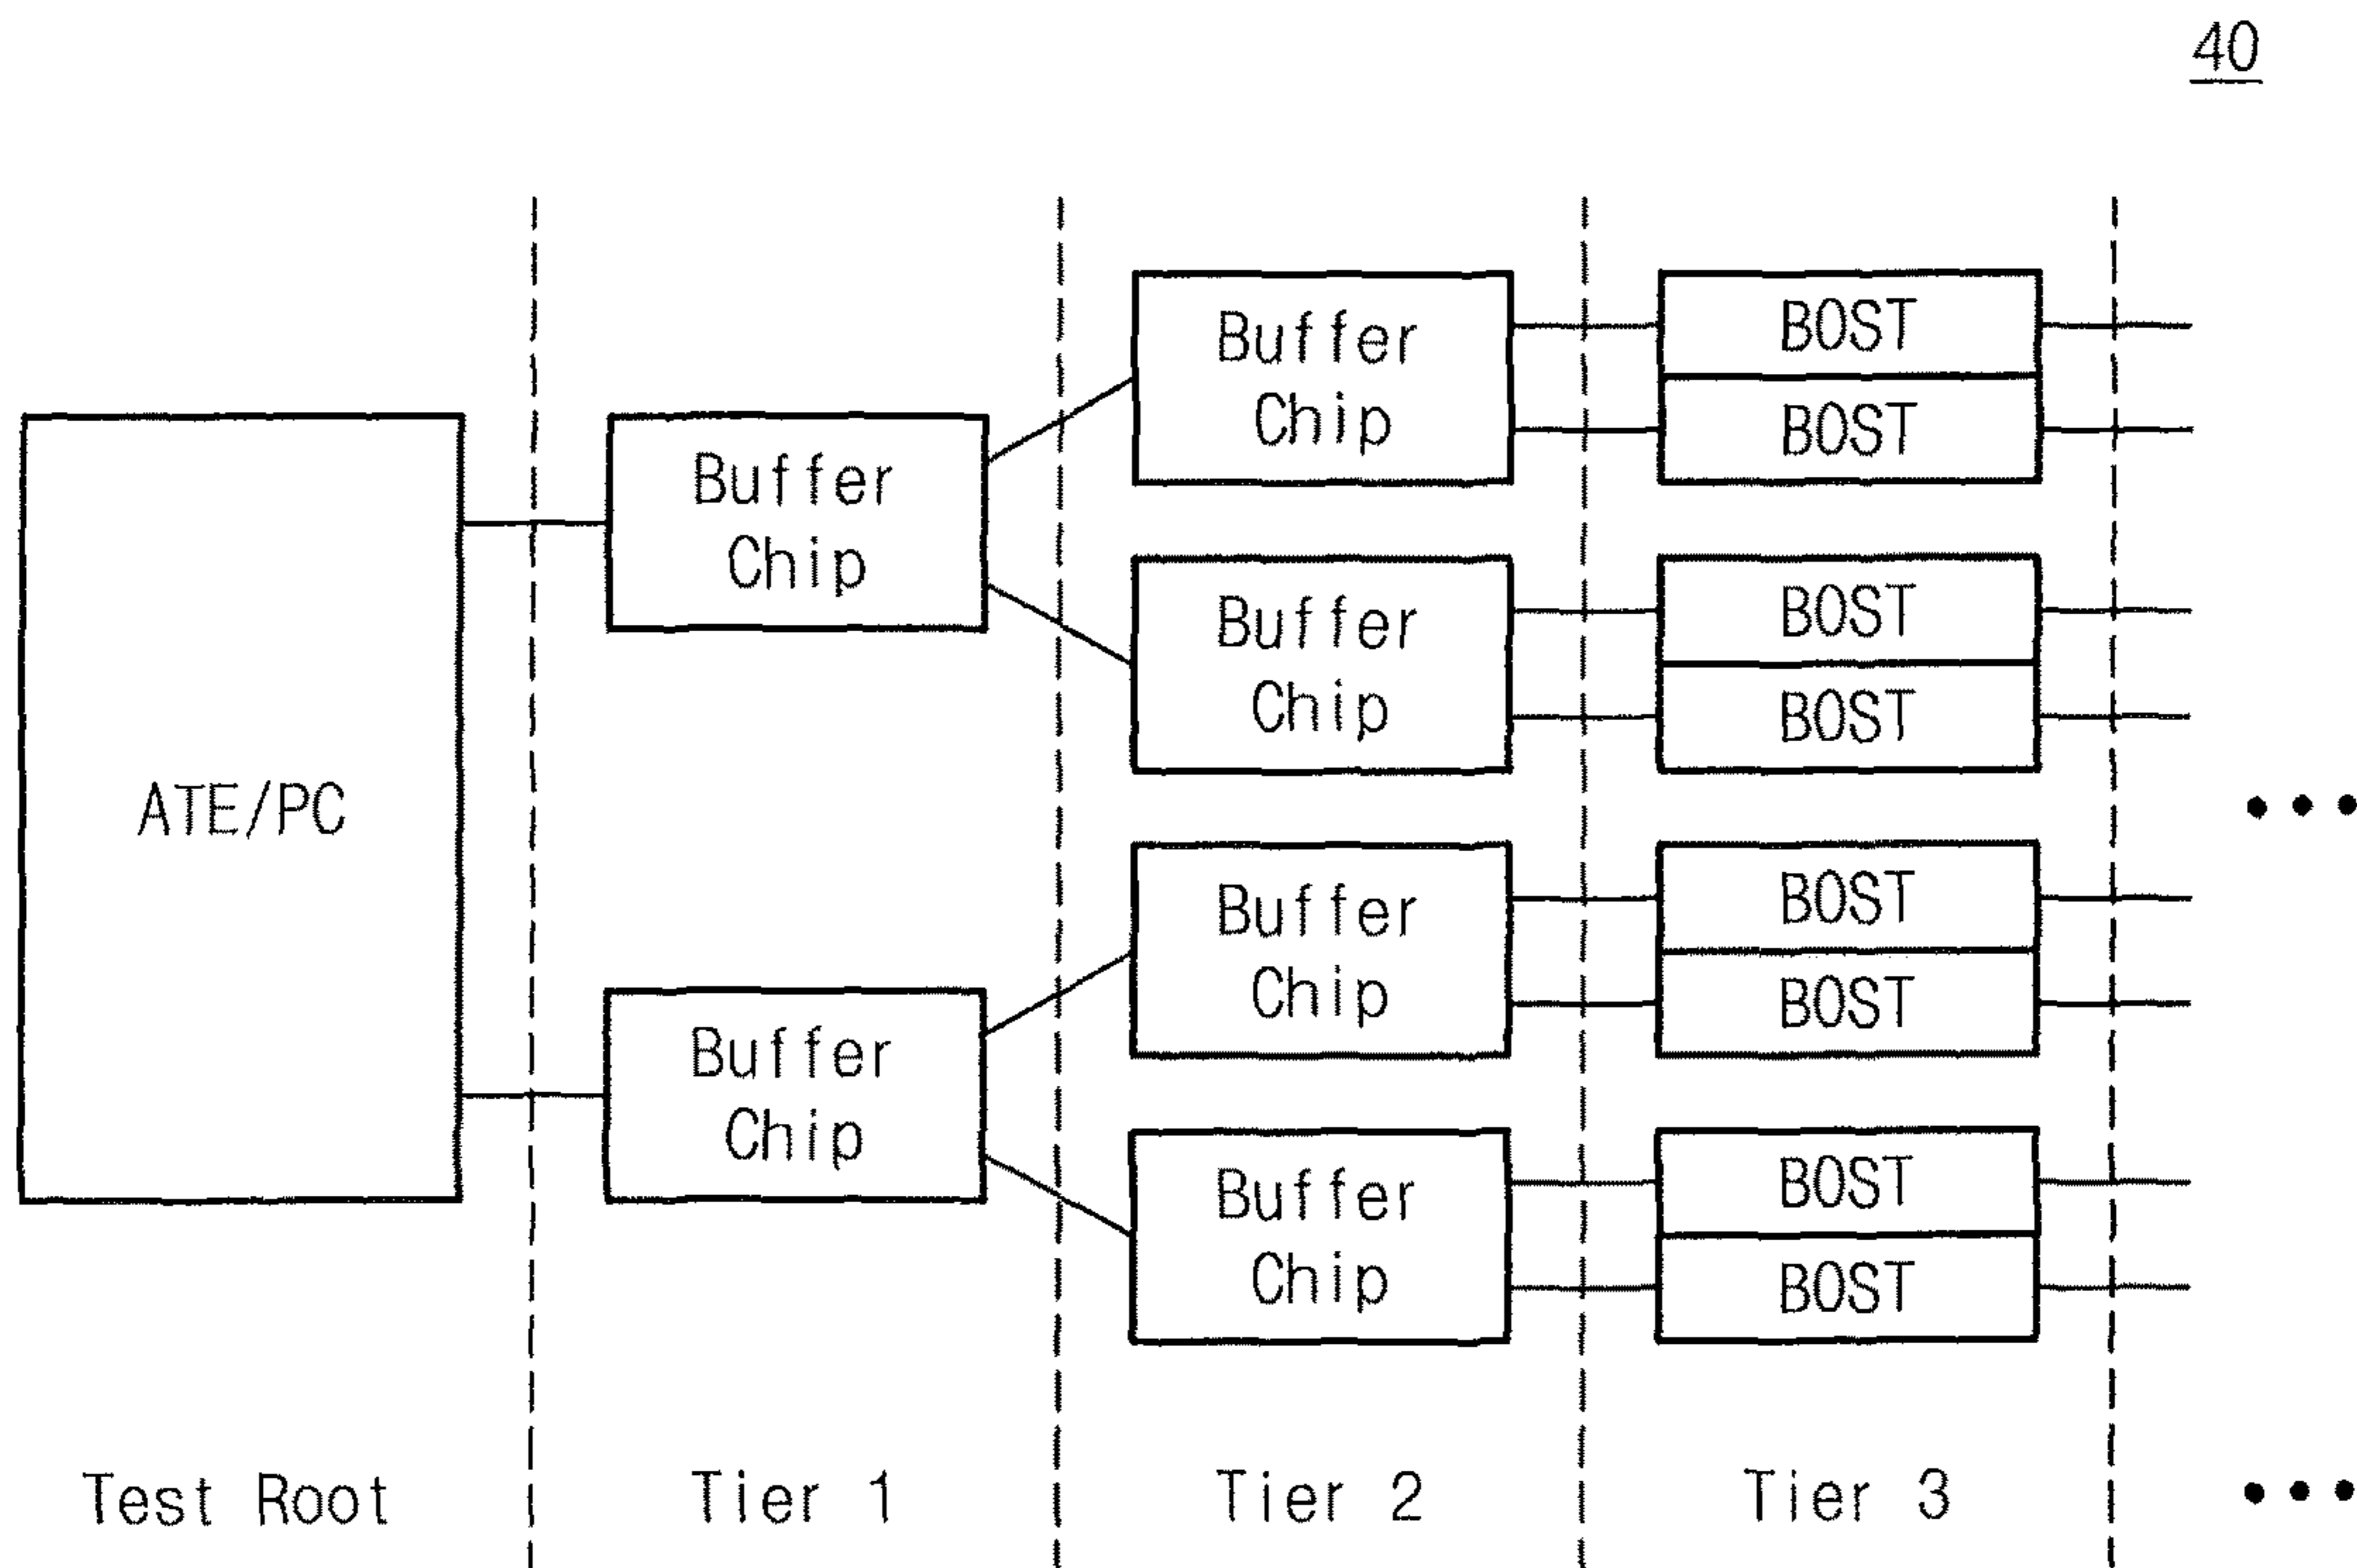 40
Buffer
Chip
BOST
BOST
Buffer
Chip
Buffer
Chip
BOST
BOST
ATE/PC
Buffer
Chip
BOST
BOST
Buffer
Chip
Buffer
Chip
BOST
BOST
Test Root
Tier 1
Tier 2
Tier 3